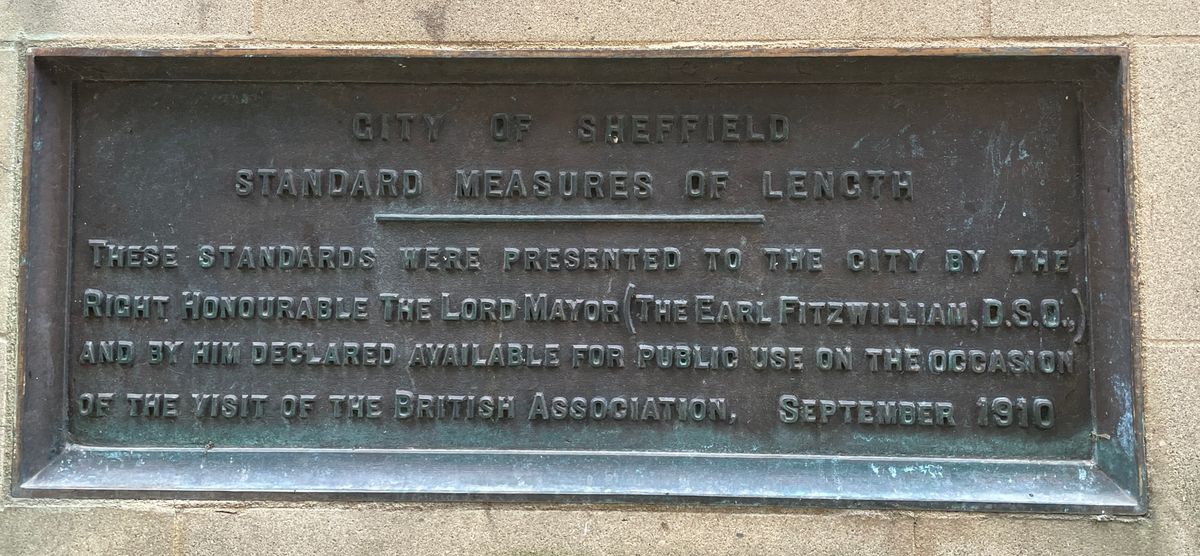 CITY OF SHEFFIELD
STANDARD MEASURES OF LENGTH
THESE STANDARDS WERE PRESENTED TO THE CITY BY THE
RIGHT HONOURABLE THE LORD MAYOR (THE EARL FITZWILLIAM, D.S.O.,)
AND BY HIM DECLARED AVAILABLE FOR PUBLIC USE ON THE OCCASION
OF THE VISIT OF THE BRITISH ASSOCIATION, SEPTEMBER 1910